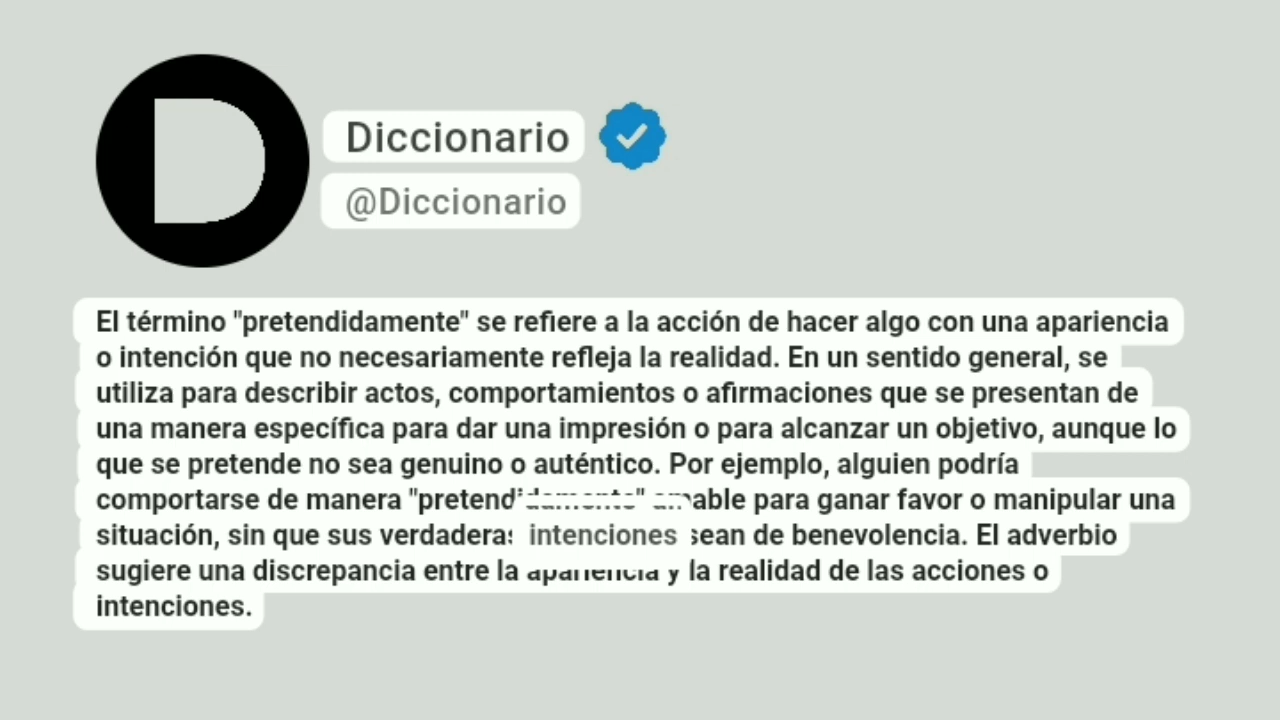 Diccionario
@Diccionario
El término "pretendidamente" se refiere a la acción de hacer algo con una apariencia
o intención que no necesariamente refleja la realidad. En un sentido general, se
utiliza para describir actos, comportamientos o afirmaciones que se presentan de
una manera específica para dar una impresión o para alcanzar un objetivo, aunque lo
que se pretende no sea genuino o auténtico. Por ejemplo, alguien podría
comportarse de manera "pretendidamente" amable para ganar favor o manipular una
situación, sin que sus verdaderas intenciones sean de benevolencia. El adverbio
sugiere una discrepancia entre la apariencia y la realidad de las acciones o
intenciones.